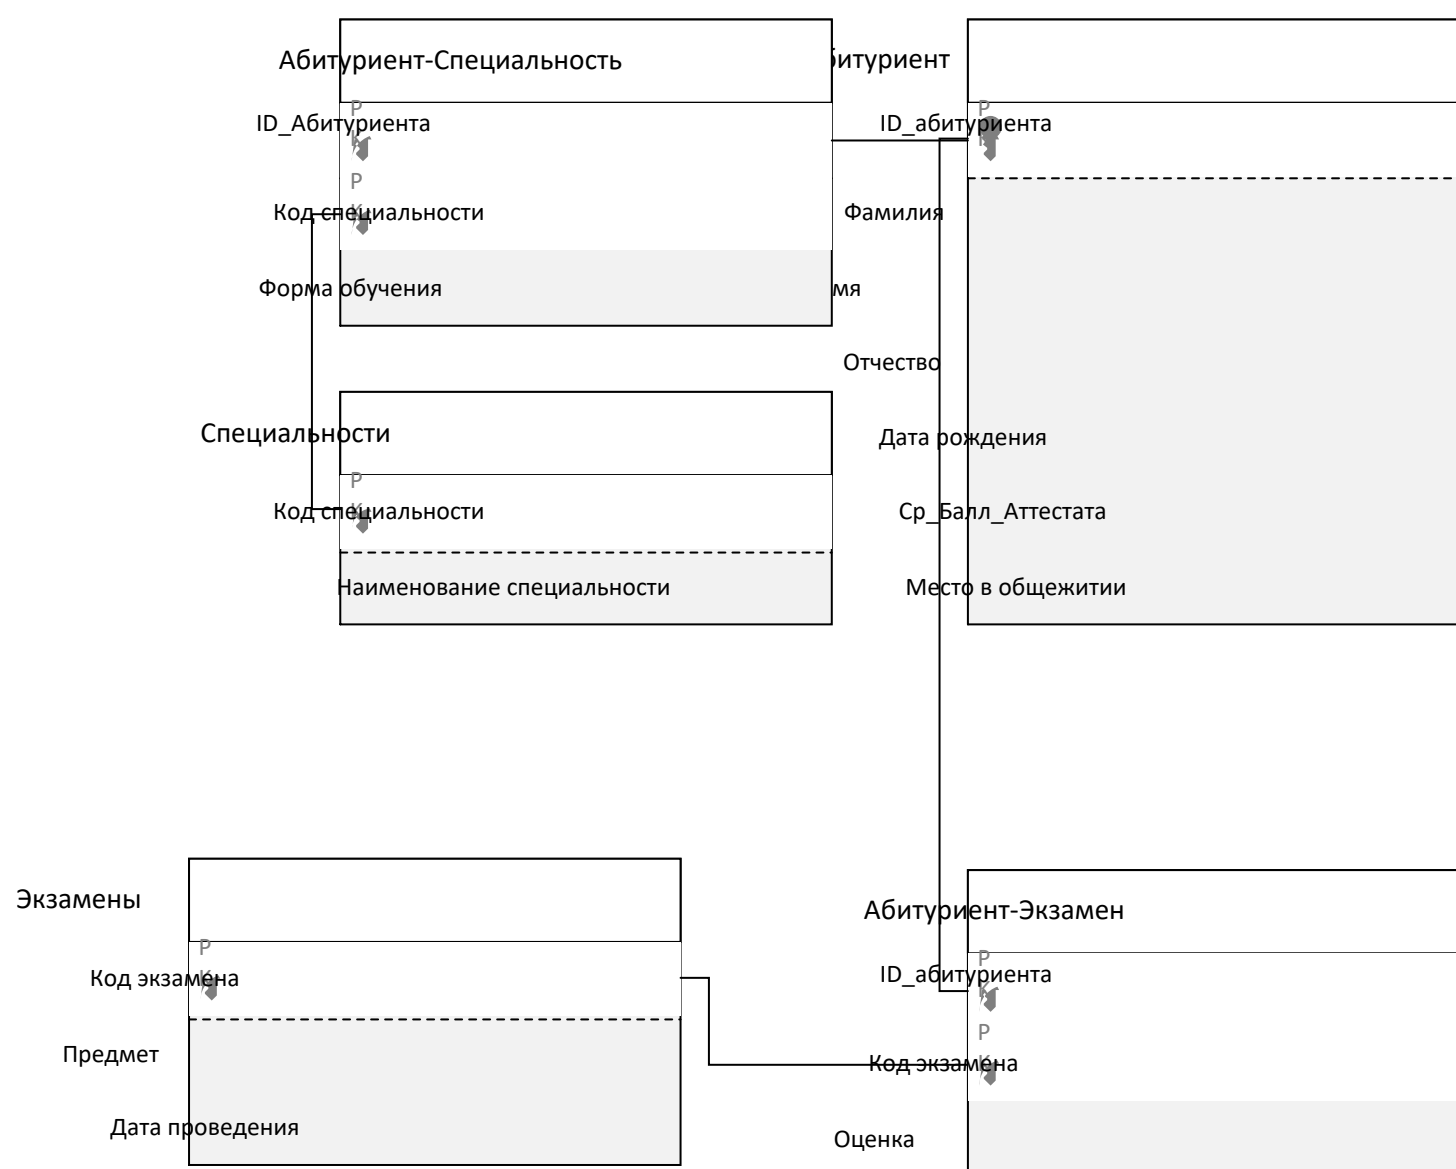 Абитуриент-Специальность
P
K
ID_Абитуриента
P
K
Код специальности
Форма обучения
битуриент
P
ID_абитуриента
Фамилия
мя
Отчество
Дата рождения
Ср_Балл_Аттестата
Место в общежитии
Специальности
P
K
Код специальности
Наименование специальности
Экзамены
P
K
Код экзамена
Предмет
Дата проведения
Абитуриент-Экзамен
P
K
ID_абитуриента
P
K
Код экзамена
Оценка